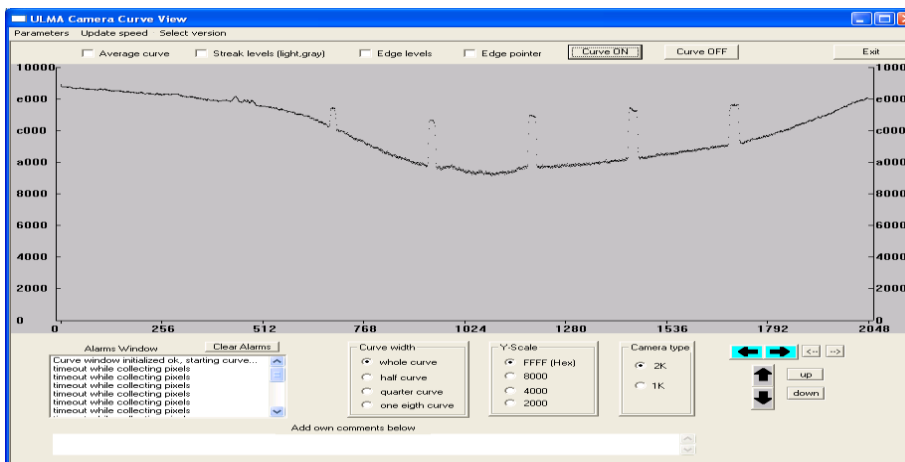 ULMA Camera Curve View
Parameters Update speed Select version
Average curve Streak levels (light,gray) Edge levels Edge pointer Curve ON Curve OFF Exit
10000 1000
e000 e000
c000 c000
a000 a000
8000 8000
6000 6000
4000 4000
2000 2000
0 0
0 256 512 768 1024 1280 1536 1792 2048
Alarms Window Clear Alarms
Curve window initialized ok, starting curve...
timeout while collecting pixels
timeout while collecting pixels
timeout while collecting pixels
timeout while collecting pixels
timeout while collecting pixels
Curve width
whole curve
half curve
quarter curve
one eigth curve
Y-Scale
FFFF (Hex)
8000
4000
2000
Camera type
2K
1K
<-- -->
up
down
Add own comments below